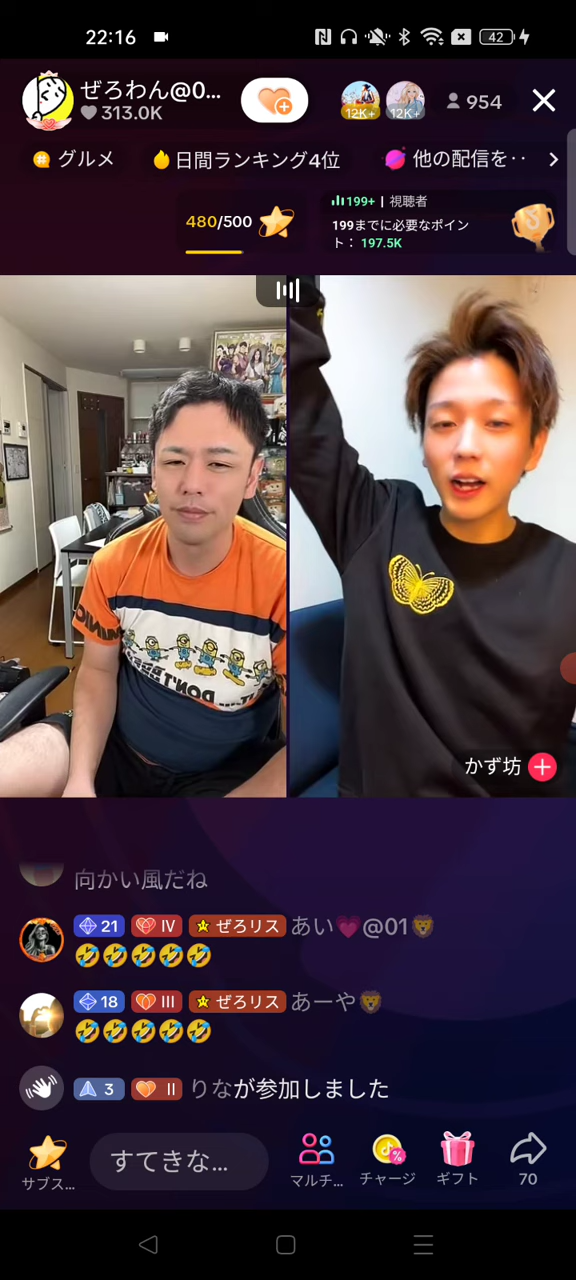 22:16
42
ぜろわん@0...
313.0K
12K+
12K+
954
グルメ
日間ランキング4位
他の配信を‥
480/500
199+ | 視聴者
199までに必要なポイン
ト： 197.5K
DON'T
かず坊
向かい風だね
21 IV ぜろリス あい💗@01🦁
🤣🤣🤣🤣🤣
18 III ぜろリス あーや🦁
🤣🤣🤣🤣🤣
3 II りなが参加しました
サブス...
すてきな...
マルチ...
チャージ
ギフト
70